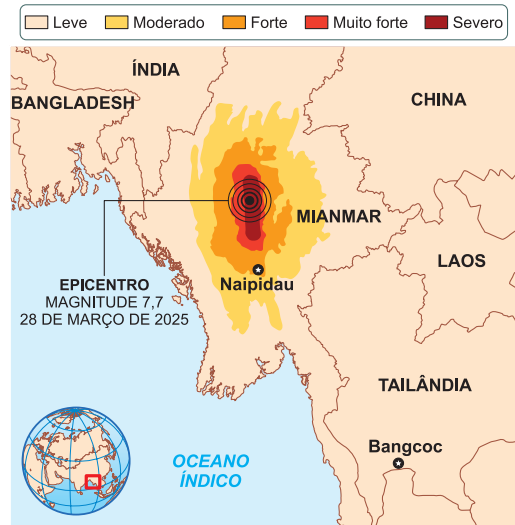 Leve Moderado Forte Muito forte Severo
ÍNDIA
BANGLADESH
CHINA
MIANMAR
LAOS
EPICENTRO
MAGNITUDE 7,7
28 DE MARÇO DE 2025
Naipidau
TAILÂNDIA
Bangcoc
OCEANO
ÍNDICO